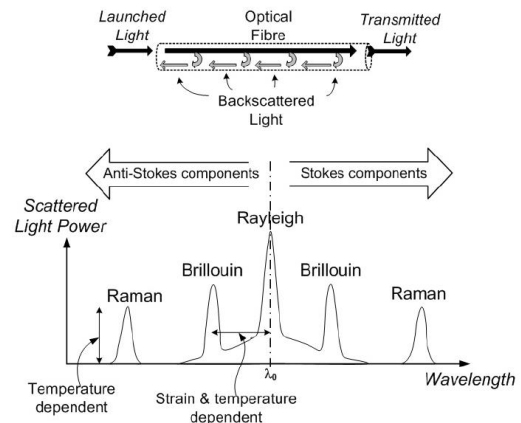 Launched
Light
Optical
Fibre
Transmitted
Light
Backscattered
Light
Anti-Stokes components
Stokes components
Scattered
Light Power
Rayleigh
Brillouin
Brillouin
Raman
Raman
λ₀
Wavelength
Temperature
dependent
Strain & temperature
dependent